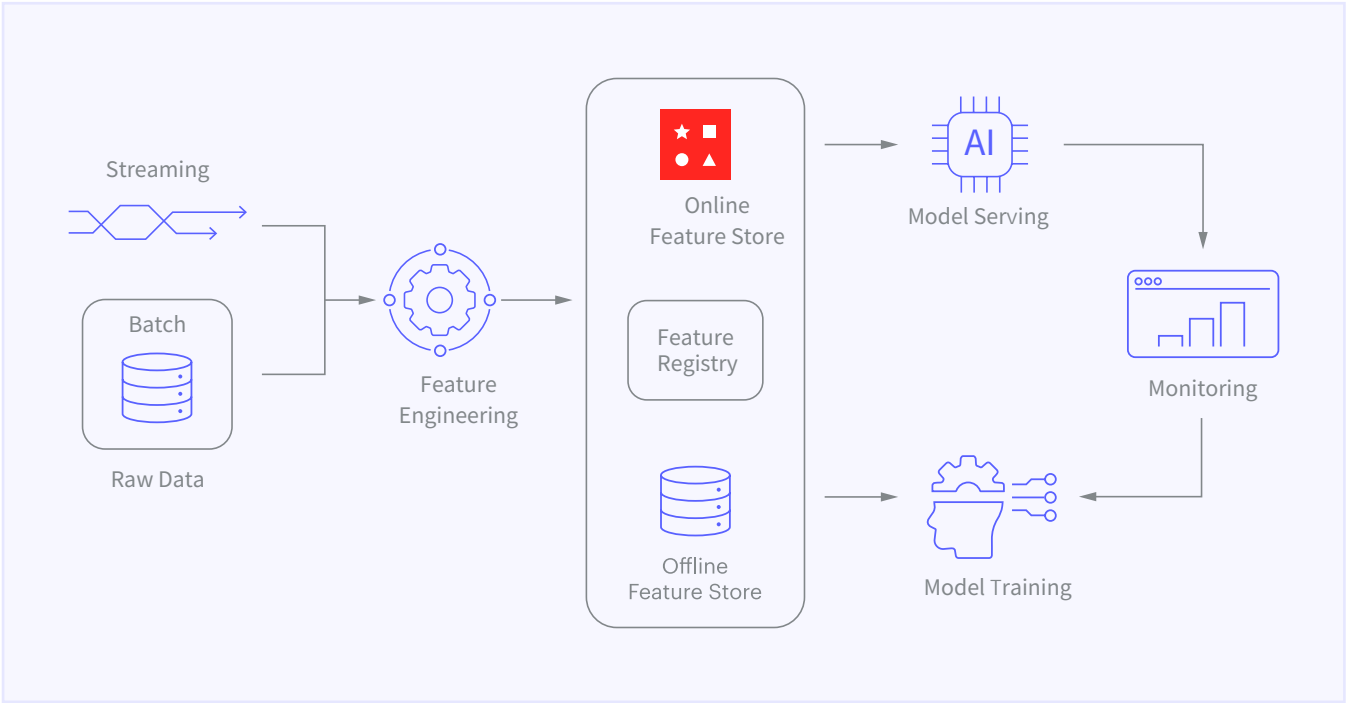 Streaming
Batch
Raw Data
Feature
Engineering
Online
Feature Store
Feature
Registry
Offline
Feature Store
AI
Model Serving
Monitoring
Model Training